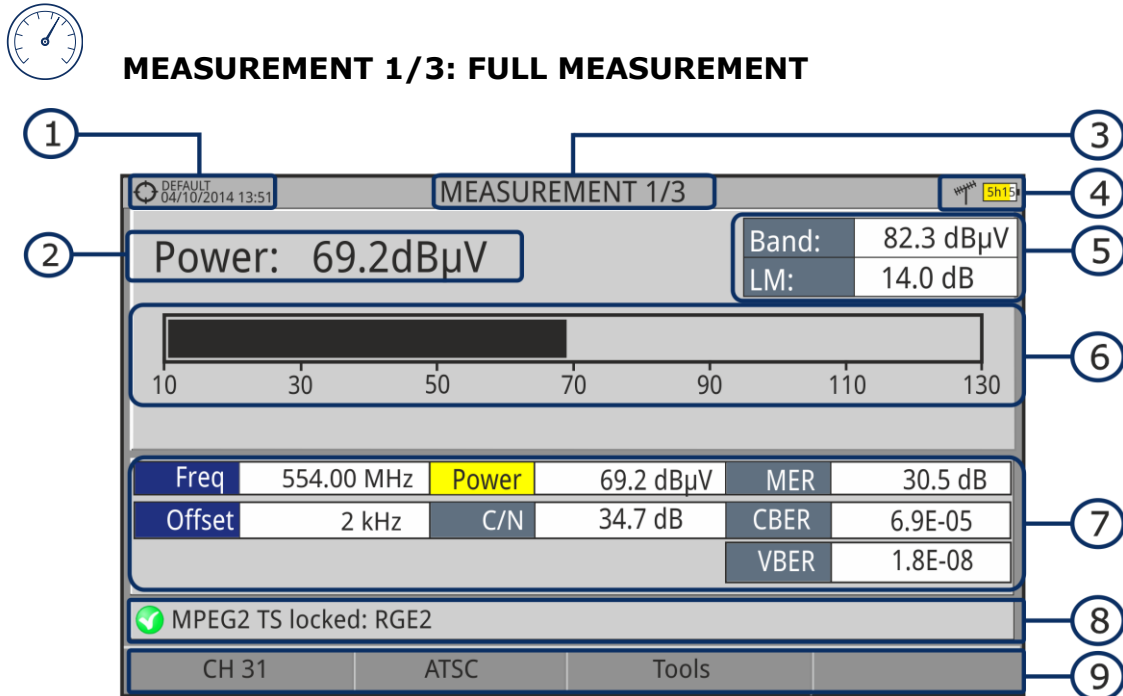 MEASUREMENT 1/3: FULL MEASUREMENT
1
3
DEFAULT
04/10/2014 13:51
MEASUREMENT 1/3
5h15
4
2
Power: 69.2dBµV
Band: 82.3 dBµV
LM: 14.0 dB
5
6
10 30 50 70 90 110 130
Freq 554.00 MHz Power 69.2 dBµV MER 30.5 dB
Offset 2 kHz C/N 34.7 dB CBER 6.9E-05
7
VBER 1.8E-08
MPEG2 TS locked: RGE2
8
CH 31 ATSC Tools
9